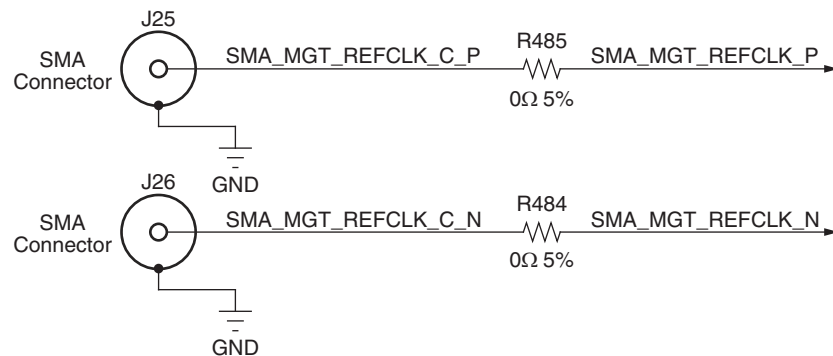 J25
SMA Connector
SMA_MGT_REFCLK_C_P
R485
0Ω 5%
SMA_MGT_REFCLK_P
GND
J26
SMA Connector
SMA_MGT_REFCLK_C_N
R484
0Ω 5%
SMA_MGT_REFCLK_N
GND